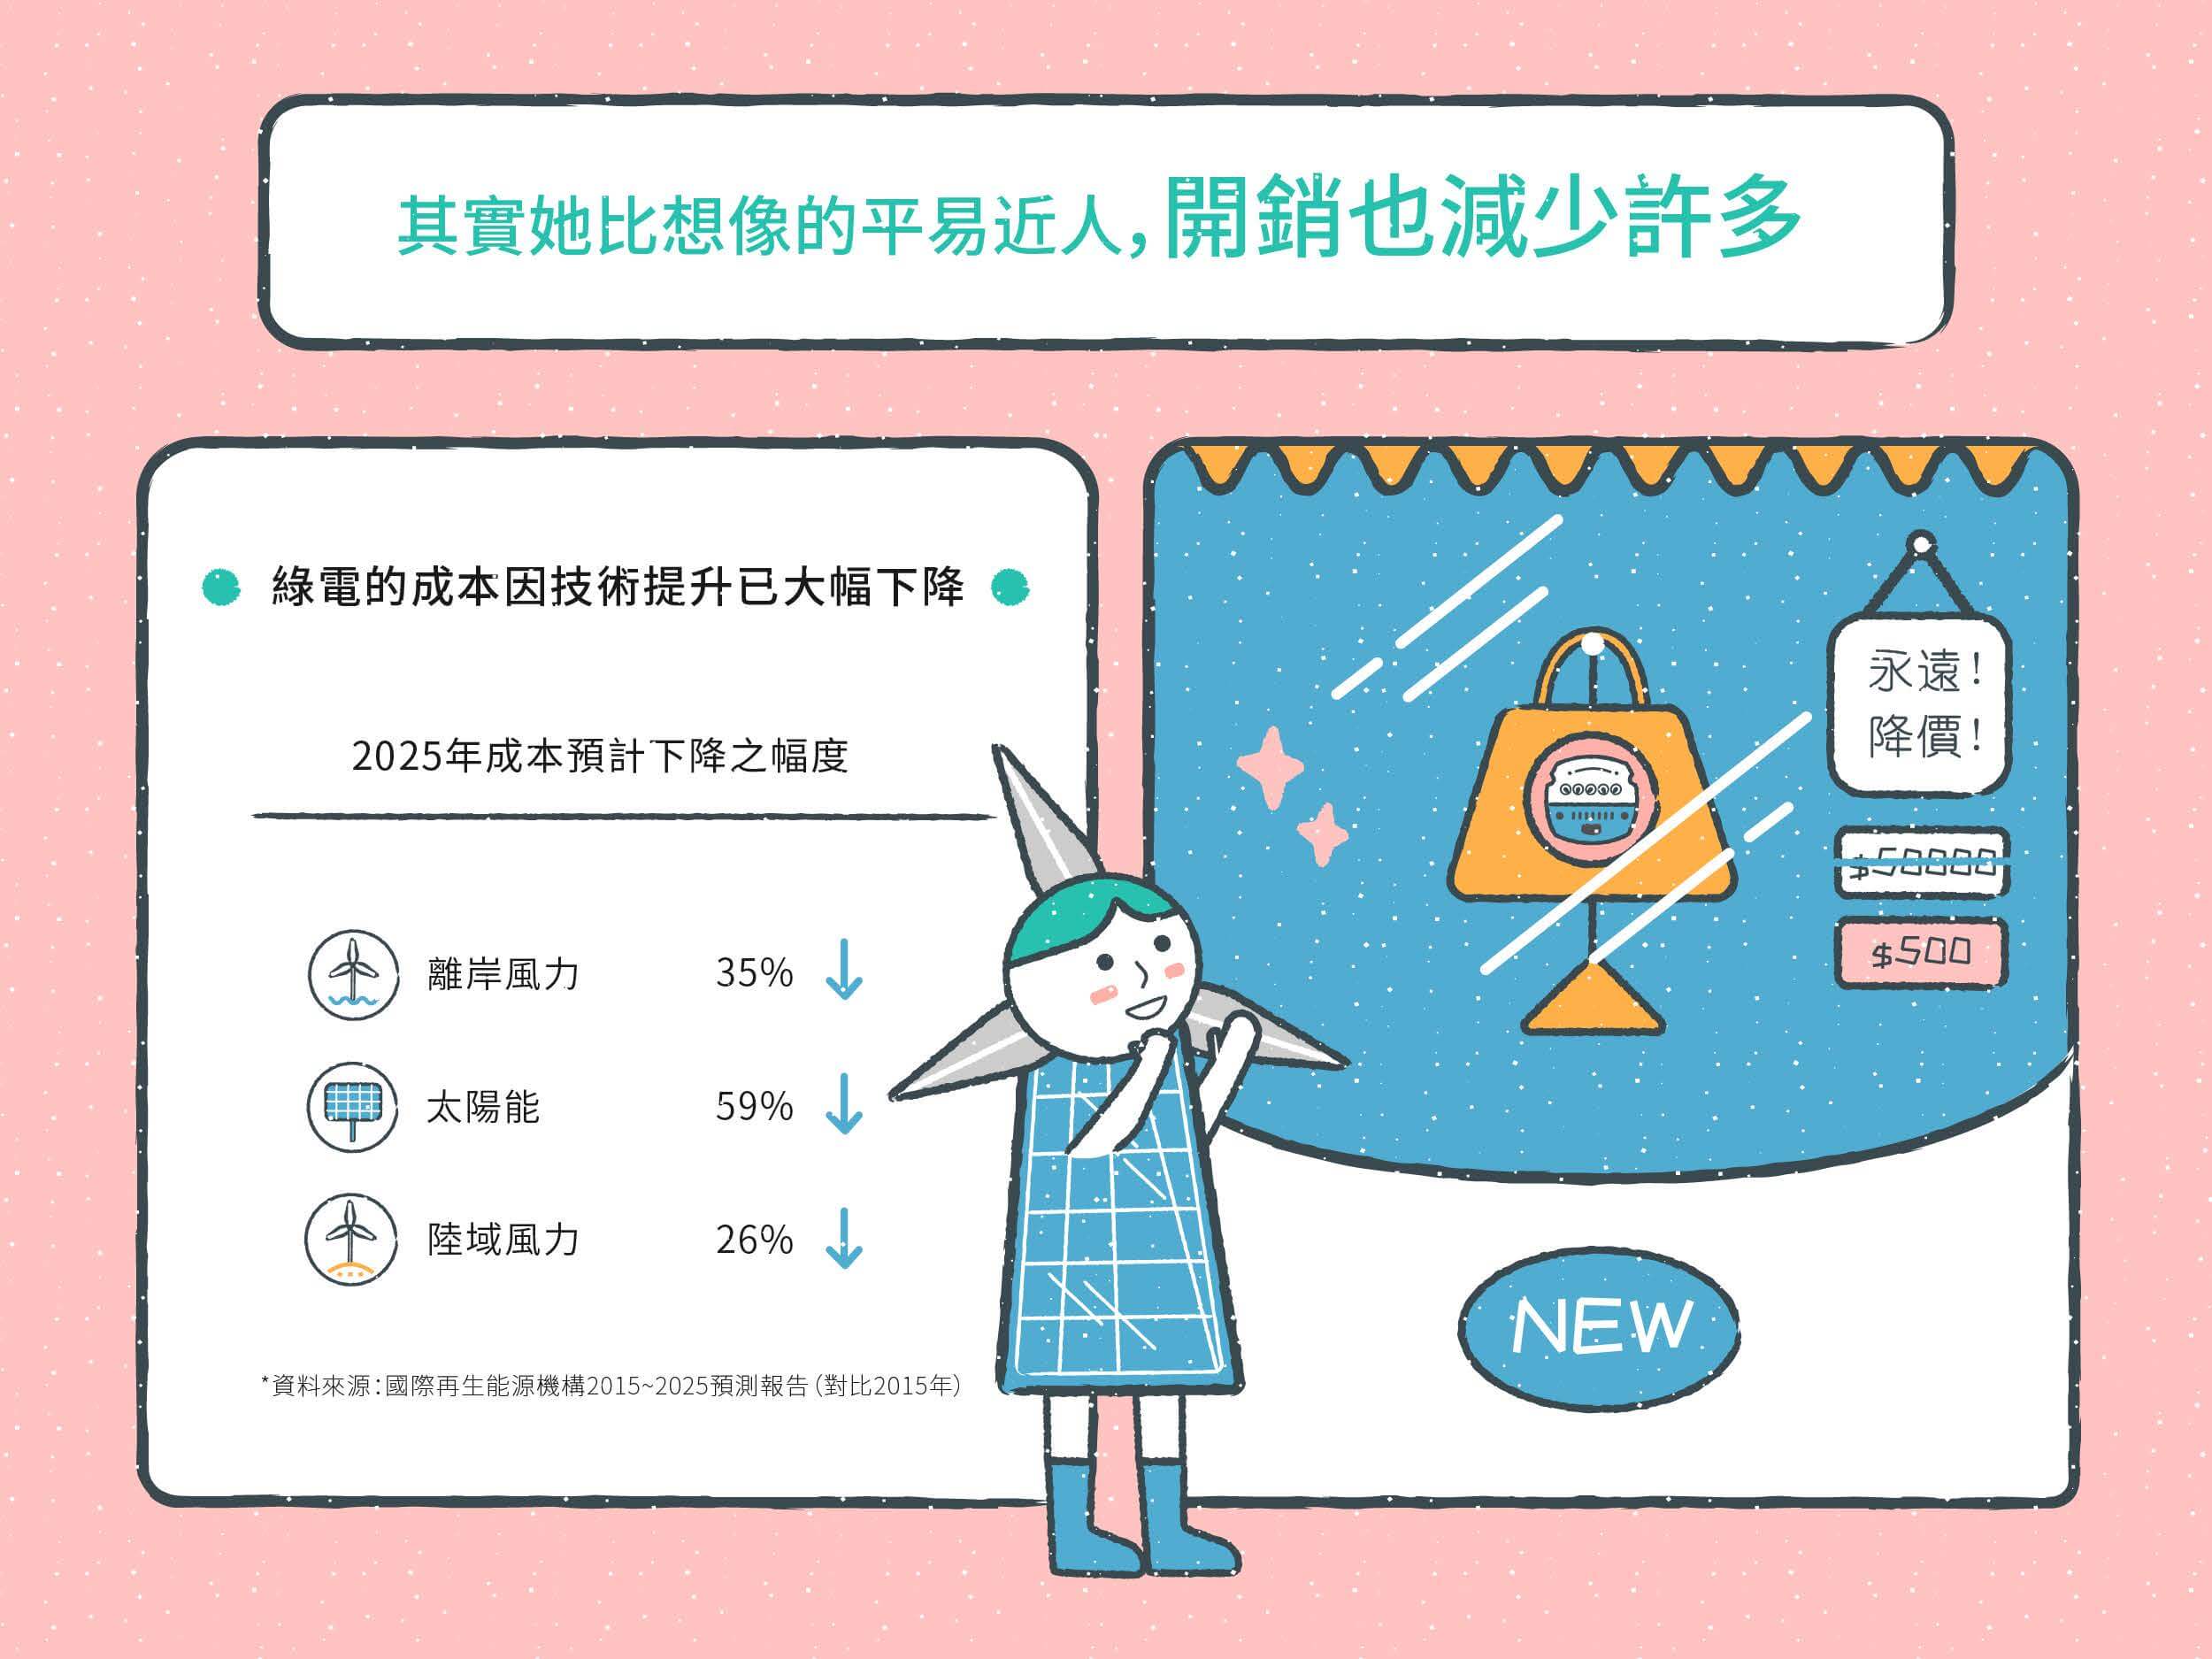 其實她比想像的平易近人，開銷也減少許多
綠電的成本因技術提升已大幅下降
2025年成本預計下降之幅度
離岸風力 35%
太陽能 59%
陸域風力 26%
*資料來源：國際再生能源機構2015~2025預測報告（對比2015年）
永遠！
降價！
$50000
$500
NEW